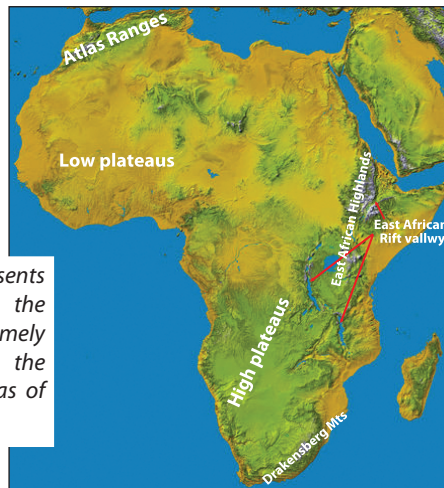 Atlas Ranges
Low plateaus
East African Highlands
East African
Rift vallwy
sents
the
mely
the
as of
High plateaus
Drakensberg Mts